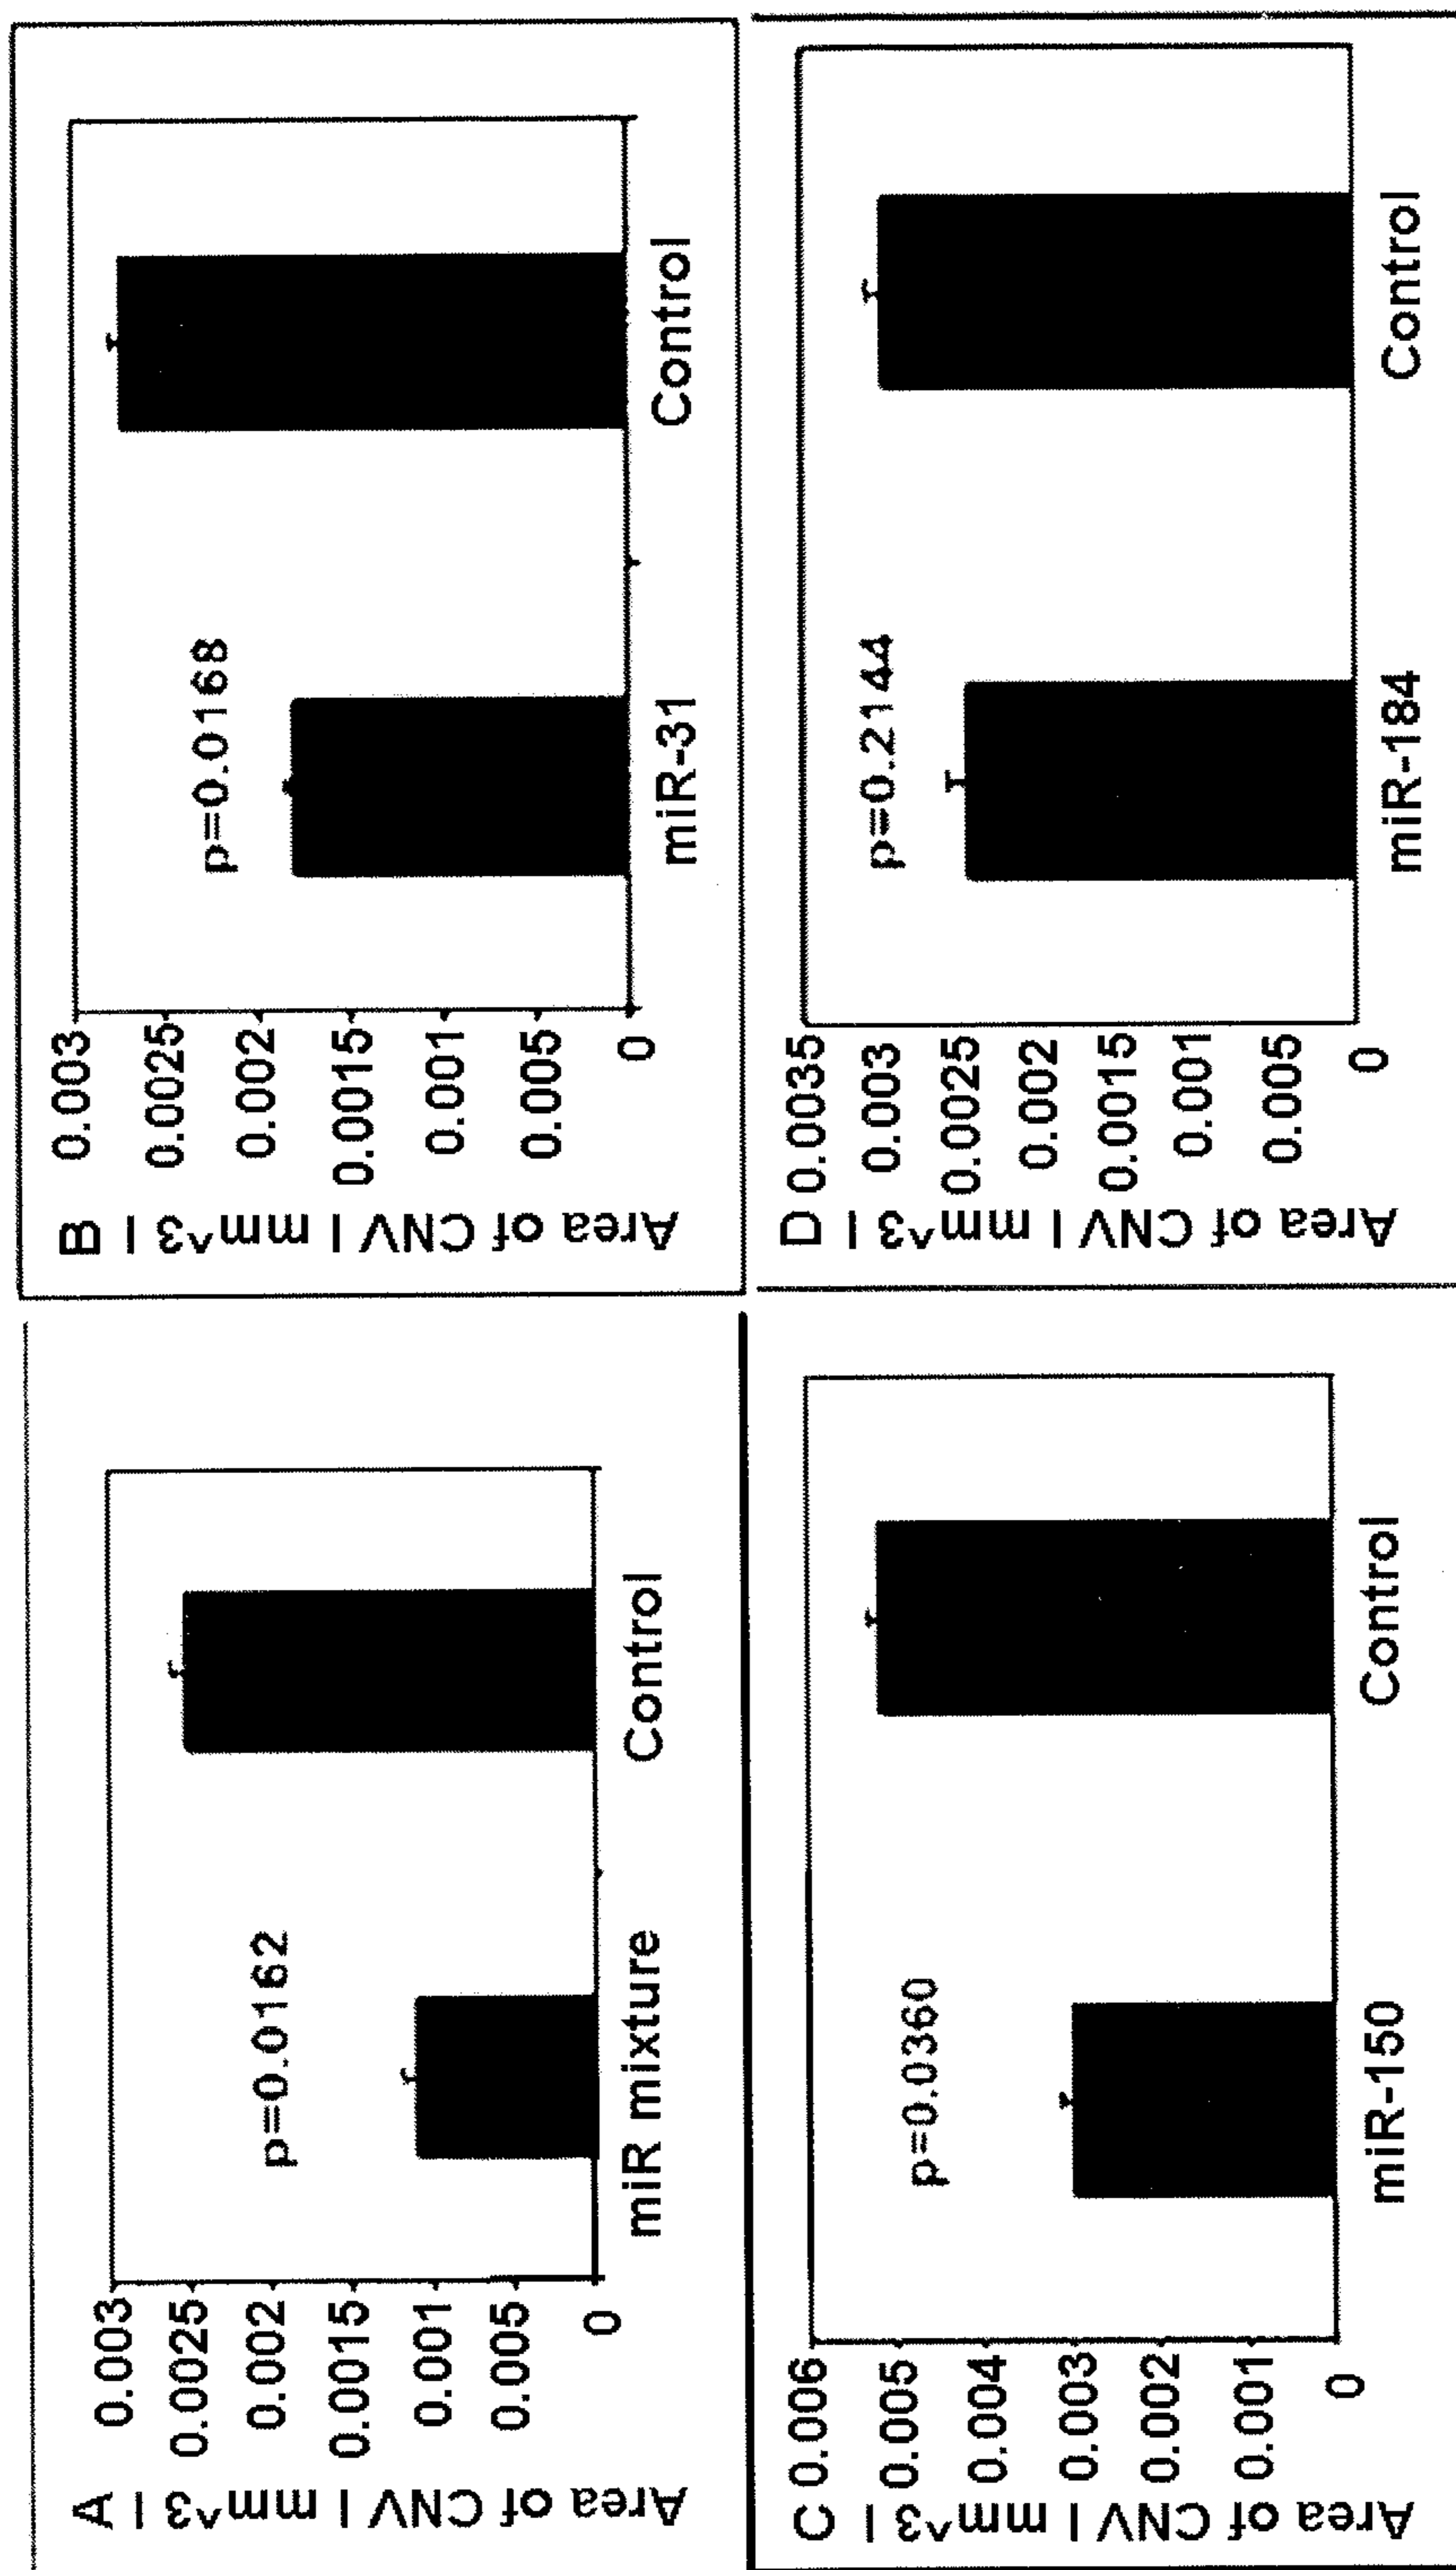 A
Area of CNV | mm^3 |
0.003
0.0025
0.002
0.0015
0.001
0.005
0
p=0.0162
miR mixture
Control
B
Area of CNV | mm^3 |
0.003
0.0025
0.002
0.0015
0.001
0.005
0
p=0.0168
miR-31
Control
C
Area of CNV | mm^3 |
0.006
0.005
0.004
0.003
0.002
0.001
0
p=0.0360
miR-150
Control
D
Area of CNV | mm^3 |
0.0035
0.003
0.0025
0.002
0.0015
0.001
0.005
0
p=0.2144
miR-184
Control